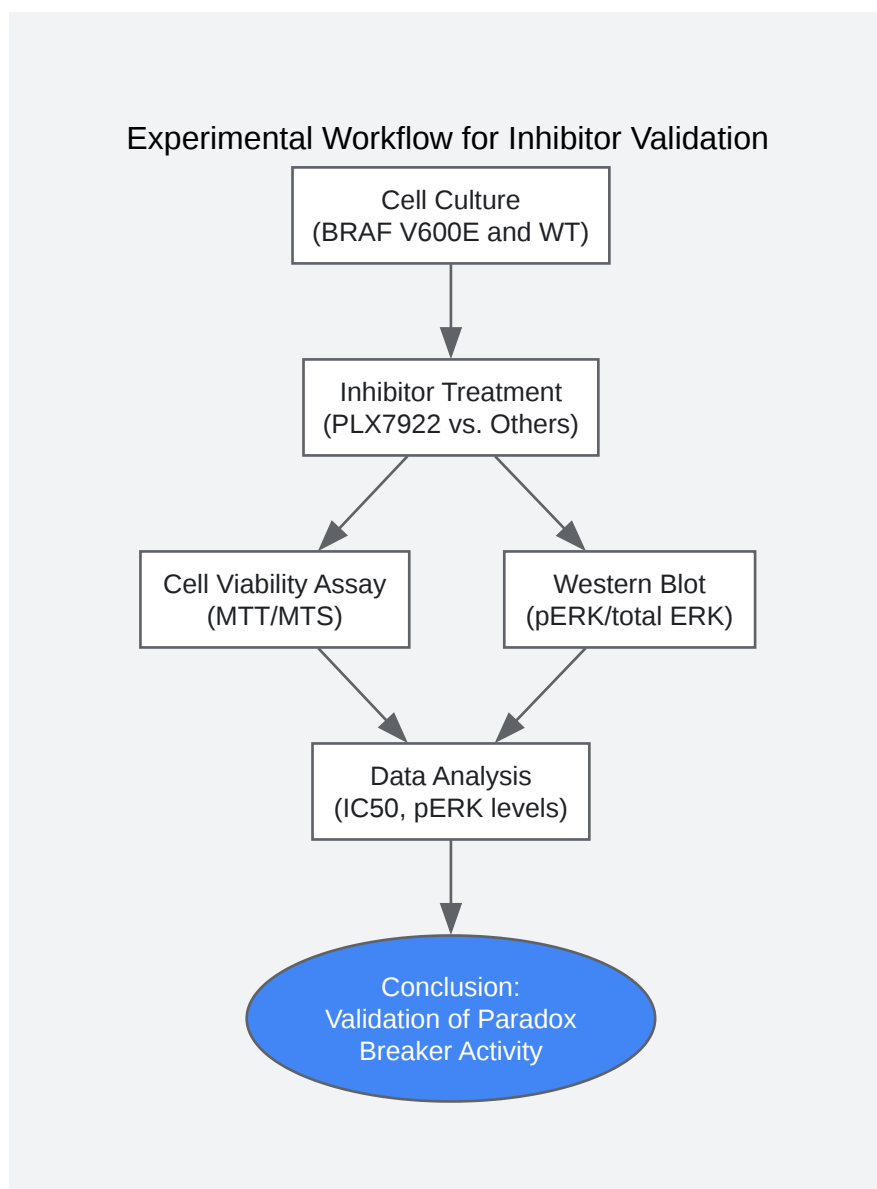 Experimental Workflow for Inhibitor Validation
Cell Culture
(BRAF V600E and WT)
Inhibitor Treatment
(PLX7922 vs. Others)
Cell Viability Assay
(MTT/MTS)
Western Blot
(pERK/total ERK)
Data Analysis
(IC50, pERK levels)
Conclusion:
Validation of Paradox
Breaker Activity